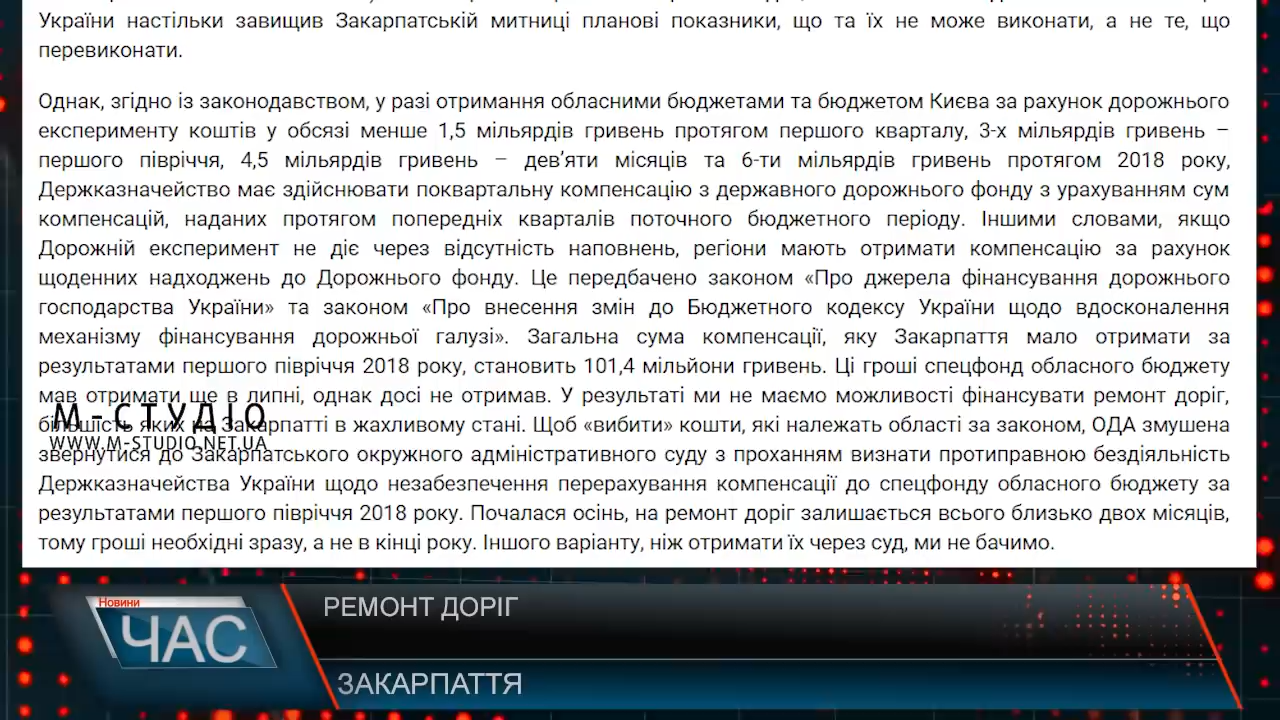 України настільки завищив Закарпатській митниці планові показники, що та їх не може виконати, а не те, що
перевиконати.
Однак, згідно із законодавством, у разі отримання обласними бюджетами та бюджетом Києва за рахунок дорожнього
експерименту коштів у обсязі менше 1,5 мільярдів гривень протягом першого кварталу, 3-х мільярдів гривень –
першого півріччя, 4,5 мільярдів гривень – дев’яти місяців та 6-ти мільярдів гривень протягом 2018 року,
Держказначейство має здійснювати поквартальну компенсацію з державного дорожнього фонду з урахуванням сум
компенсацій, наданих протягом попередніх кварталів поточного бюджетного періоду. Іншими словами, якщо
Дорожній експеримент не діє через відсутність наповнень, регіони мають отримати компенсацію за рахунок
щоденних надходжень до Дорожнього фонду. Це передбачено законом «Про джерела фінансування дорожнього
господарства України» та законом «Про внесення змін до Бюджетного кодексу України щодо вдосконалення
механізму фінансування дорожньої галузі». Загальна сума компенсації, яку Закарпаття мало отримати за
результатами першого півріччя 2018 року, становить 101,4 мільйони гривень. Ці гроші спецфонд обласного бюджету
мав отримати ще в липні, однак досі не отримав. У результаті ми не маємо можливості фінансувати ремонт доріг,
більшість яких на Закарпатті в жахливому стані. Щоб «вибити» кошти, які належать області за законом, ОДА змушена
звернутися до Закарпатського окружного адміністративного суду з проханням визнати протиправною бездіяльність
Держказначейства України щодо незабезпечення перерахування компенсації до спецфонду обласного бюджету за
результатами першого півріччя 2018 року. Почалася осінь, на ремонт доріг залишається всього близько двох місяців,
тому гроші необхідні зразу, а не в кінці року. Іншого варіанту, ніж отримати їх через суд, ми не бачимо.
М-СТУДІО
WWW.M-STUDIO.NET.UA
Новини
ЧАС
РЕМОНТ ДОРІГ
ЗАКАРПАТТЯ